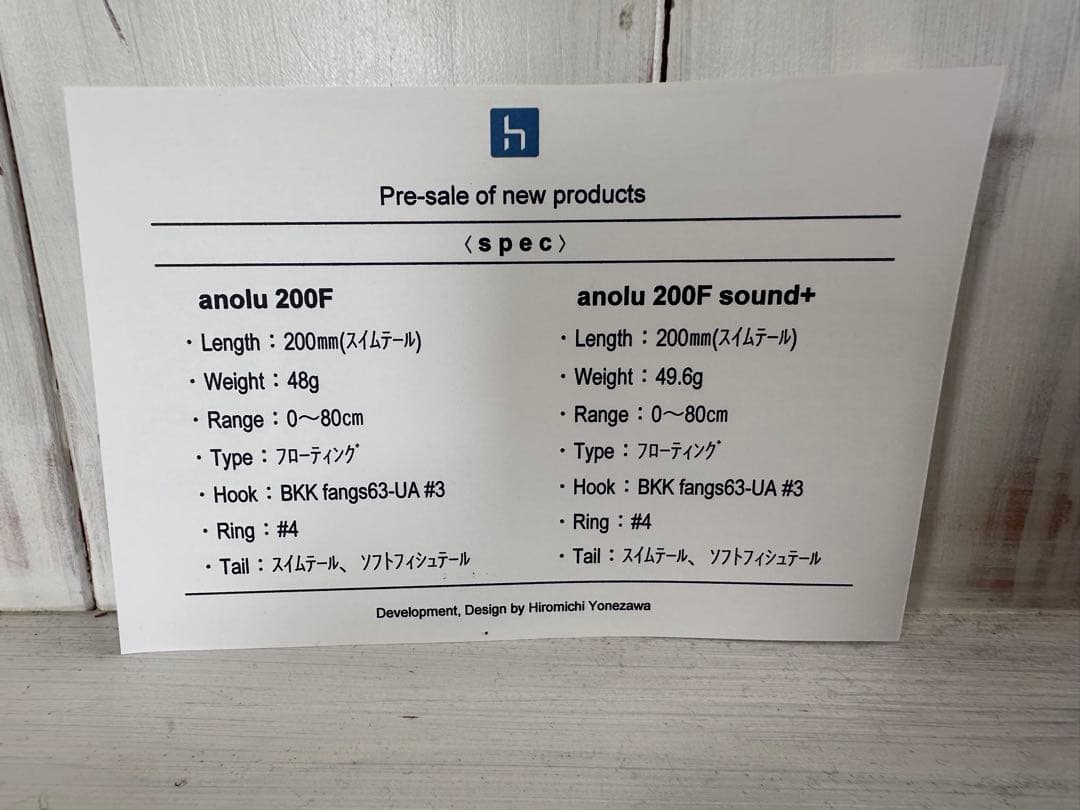 h
Pre-sale of new products
〈spec〉
anolu 200F
・Length：200㎜(ｽｲﾑﾃｰﾙ)
・Weight：48g
・Range：0～80㎝
・Type：ﾌﾛｰﾃｨﾝｸﾞ
・Hook：BKK fangs63-UA #3
・Ring：#4
・Tail：ｽｲﾑﾃｰﾙ、ｿﾌﾄﾌｨｼｭﾃｰﾙ
anolu 200F sound+
・Length：200㎜(ｽｲﾑﾃｰﾙ)
・Weight：49.6g
・Range：0～80㎝
・Type：ﾌﾛｰﾃｨﾝｸﾞ
・Hook：BKK fangs63-UA #3
・Ring：#4
・Tail：ｽｲﾑﾃｰﾙ、ｿﾌﾄﾌｨｼｭﾃｰﾙ
Development, Design by Hiromichi Yonezawa